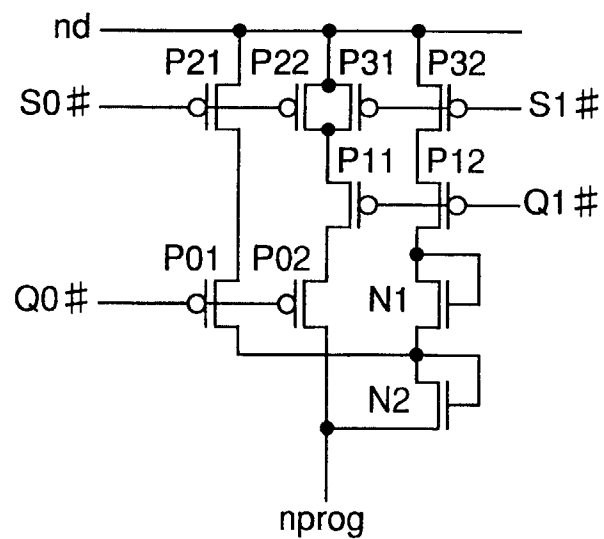 nd
P21 P22 P31 P32
S0# S1#
P11 P12
Q1#
P01 P02
Q0# N1
N2
nprog